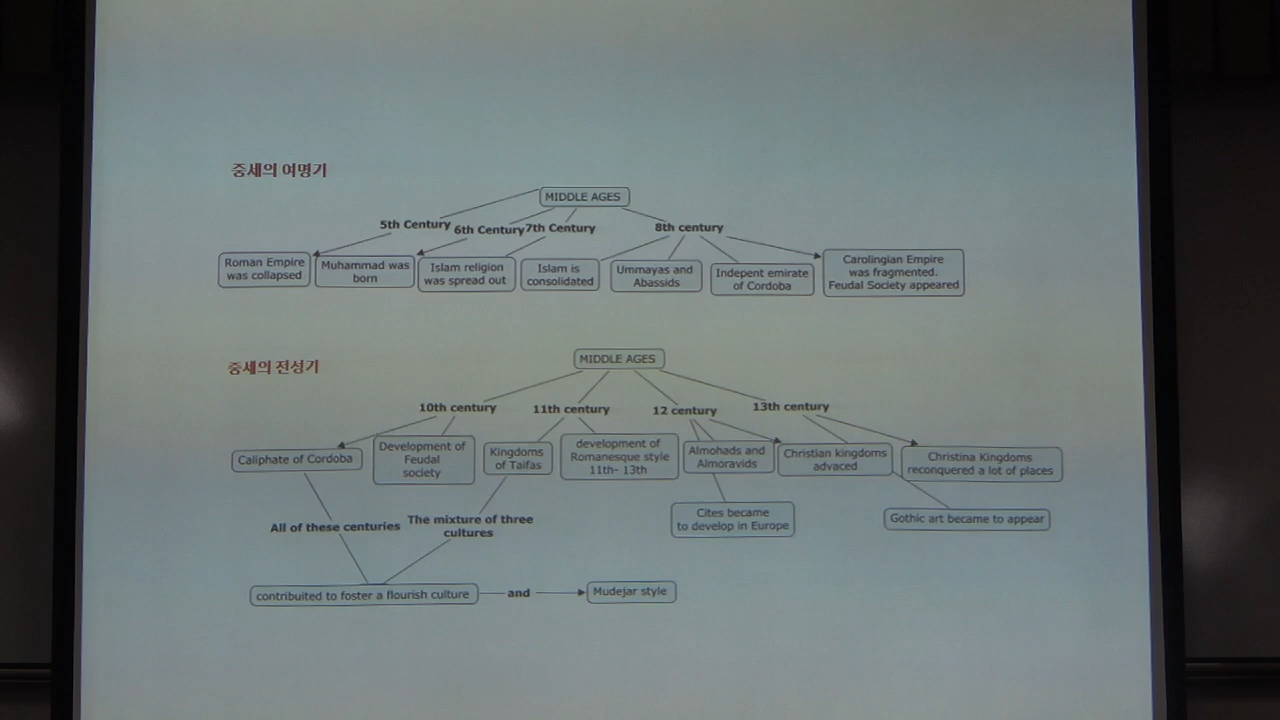 중세의 여명기
MIDDLE AGES
5th Century
6th Century
7th Century
8th century
Roman Empire
was collapsed
Muhammad was
born
Islam religion
was spread out
Islam is
consolidated
Ummayas and
Abassids
Indepent emirate
of Cordoba
Carolingian Empire
was fragmented.
Feudal Society appeared
중세의 전성기
MIDDLE AGES
10th century
11th century
12 century
13th century
Caliphate of Cordoba
Development of
Feudal
society
Kingdoms
of Taifas
development of
Romanesque style
11th- 13th
Almohads and
Almoravids
Christian kingdoms
advaced
Christina Kingdoms
reconquered a lot of places
All of these centuries
The mixture of three
cultures
Cites became
to develop in Europe
Gothic art became to appear
contribuited to foster a flourish culture
and
Mudejar style